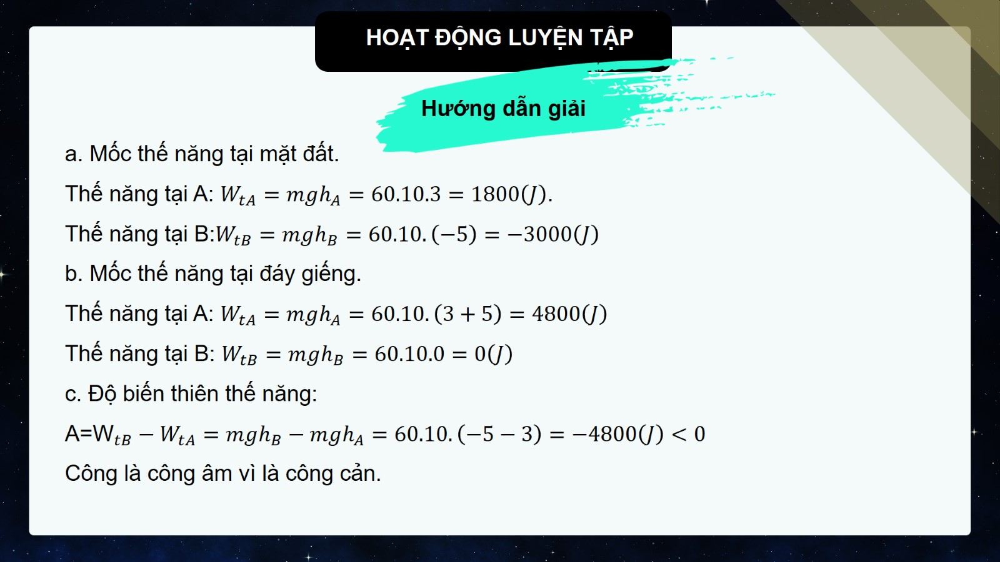 HOẠT ĐỘNG LUYỆN TẬP
Hướng dẫn giải
a. Mốc thế năng tại mặt đất.
Thế năng tại A: $W_{tA} = mgh_A = 60.10.3 = 1800(J)$.
Thế năng tại B:$W_{tB} = mgh_B = 60.10.(-5) = -3000(J)$
b. Mốc thế năng tại đáy giếng.
Thế năng tại A: $W_{tA} = mgh_A = 60.10.(3 + 5) = 4800(J)$
Thế năng tại B: $W_{tB} = mgh_B = 60.10.0 = 0(J)$
c. Độ biến thiên thế năng:
A=W$_{tB} - W_{tA} = mgh_B - mgh_A = 60.10.(-5 - 3) = -4800(J) < 0$
Công là công âm vì là công cản.